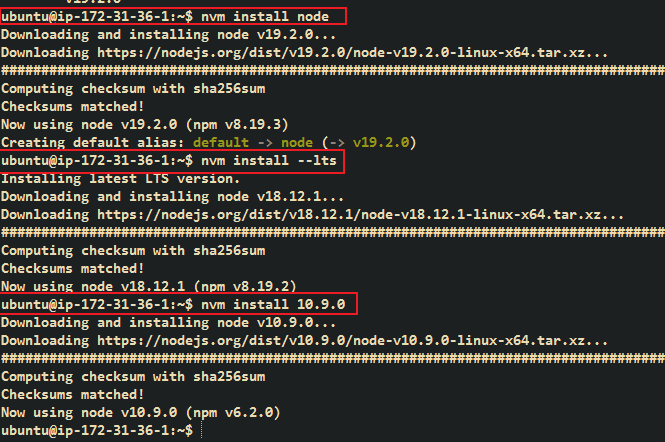 v19.2.0
ubuntu@ip-172-31-36-1:~$ nvm install node
Downloading and installing node v19.2.0...
Downloading https://nodejs.org/dist/v19.2.0/node-v19.2.0-linux-x64.tar.xz...
###################################################################################
Computing checksum with sha256sum
Checksums matched!
Now using node v19.2.0 (npm v8.19.3)
Creating default alias: default -> node (-> v19.2.0)
ubuntu@ip-172-31-36-1:~$ nvm install --lts
Installing latest LTS version.
Downloading and installing node v18.12.1...
Downloading https://nodejs.org/dist/v18.12.1/node-v18.12.1-linux-x64.tar.xz...
###################################################################################
Computing checksum with sha256sum
Checksums matched!
Now using node v18.12.1 (npm v8.19.2)
ubuntu@ip-172-31-36-1:~$ nvm install 10.9.0
Downloading and installing node v10.9.0...
Downloading https://nodejs.org/dist/v10.9.0/node-v10.9.0-linux-x64.tar.xz...
###################################################################################
Computing checksum with sha256sum
Checksums matched!
Now using node v10.9.0 (npm v6.2.0)
ubuntu@ip-172-31-36-1:~$